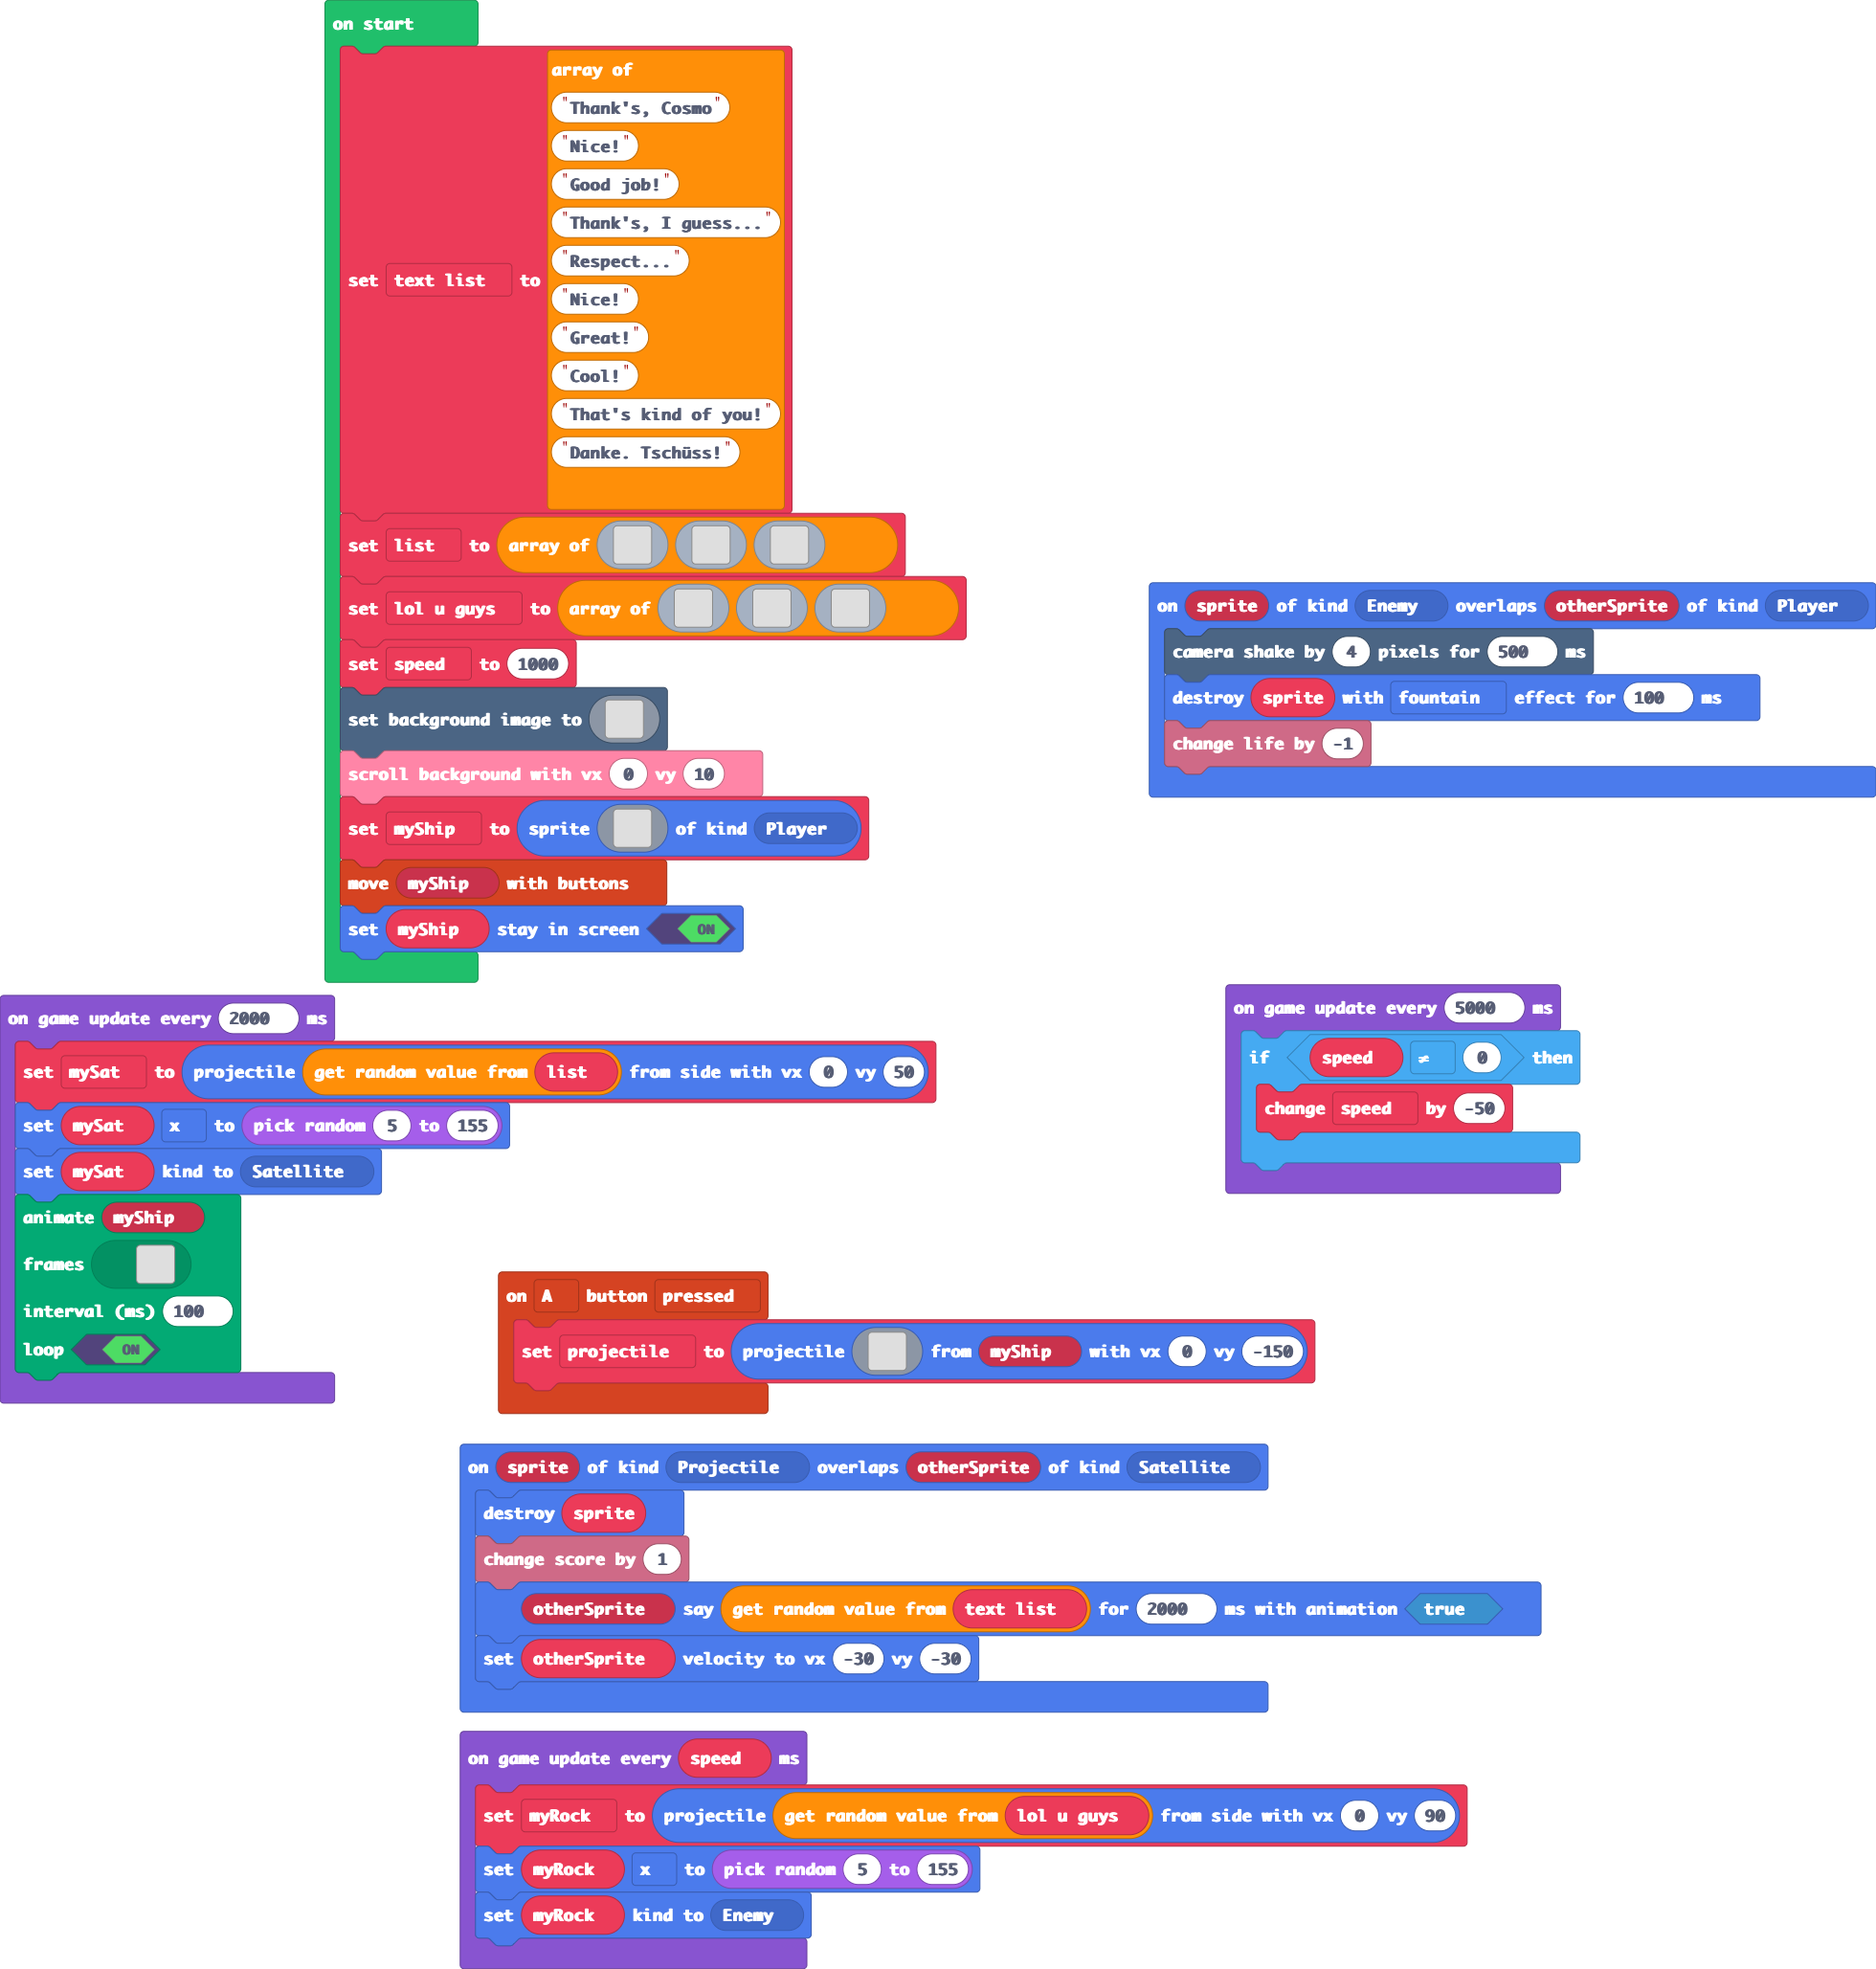 on start
array of
"Thank's, Cosmo"
"Nice!"
"Good job!"
"Thank's, I guess..."
"Respect..."
set text list to
"Nice!"
"Great!"
"Cool!"
"That's kind of you!"
"Danke. Tschüss!"
set list to array of
set lol u guys to array of
set speed to 1000
set background image to
scroll background with vx 0 vy 10
set myShip to sprite of kind Player
move myShip with buttons
set myShip stay in screen ON
on sprite of kind Enemy overlaps otherSprite of kind Player
camera shake by 4 pixels for 500 ms
destroy sprite with fountain effect for 100 ms
change life by -1
on game update every 2000 ms
set mySat to projectile get random value from list from side with vx 0 vy 50
set mySat x to pick random 5 to 155
set mySat kind to Satellite
animate myShip
frames
interval (ms) 100
loop ON
on game update every 5000 ms
if speed ≠ 0 then
change speed by -50
on A button pressed
set projectile to projectile from myShip with vx 0 vy -150
on sprite of kind Projectile overlaps otherSprite of kind Satellite
destroy sprite
change score by 1
otherSprite say get random value from text list for 2000 ms with animation true
set otherSprite velocity to vx -30 vy -30
on game update every speed ms
set myRock to projectile get random value from lol u guys from side with vx 0 vy 90
set myRock x to pick random 5 to 155
set myRock kind to Enemy